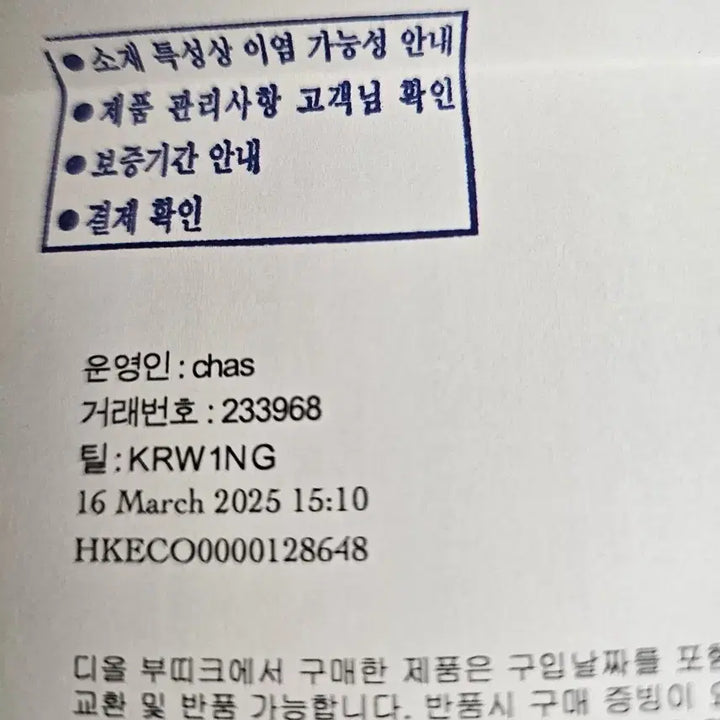 ● 소재 특성상 이염 가능성 안내
● 제품 관리사항 고객님 확인
● 보증기간 안내
● 결제 확인
운영인 : chas
거래번호 : 233968
틸 : KRW1NG
16 March 2025 15:10
HKECO0000128648
디올 부띠크에서 구매한 제품은 구입날짜를
교환 및 반품 가능합니다. 반품시 구매 증빙이